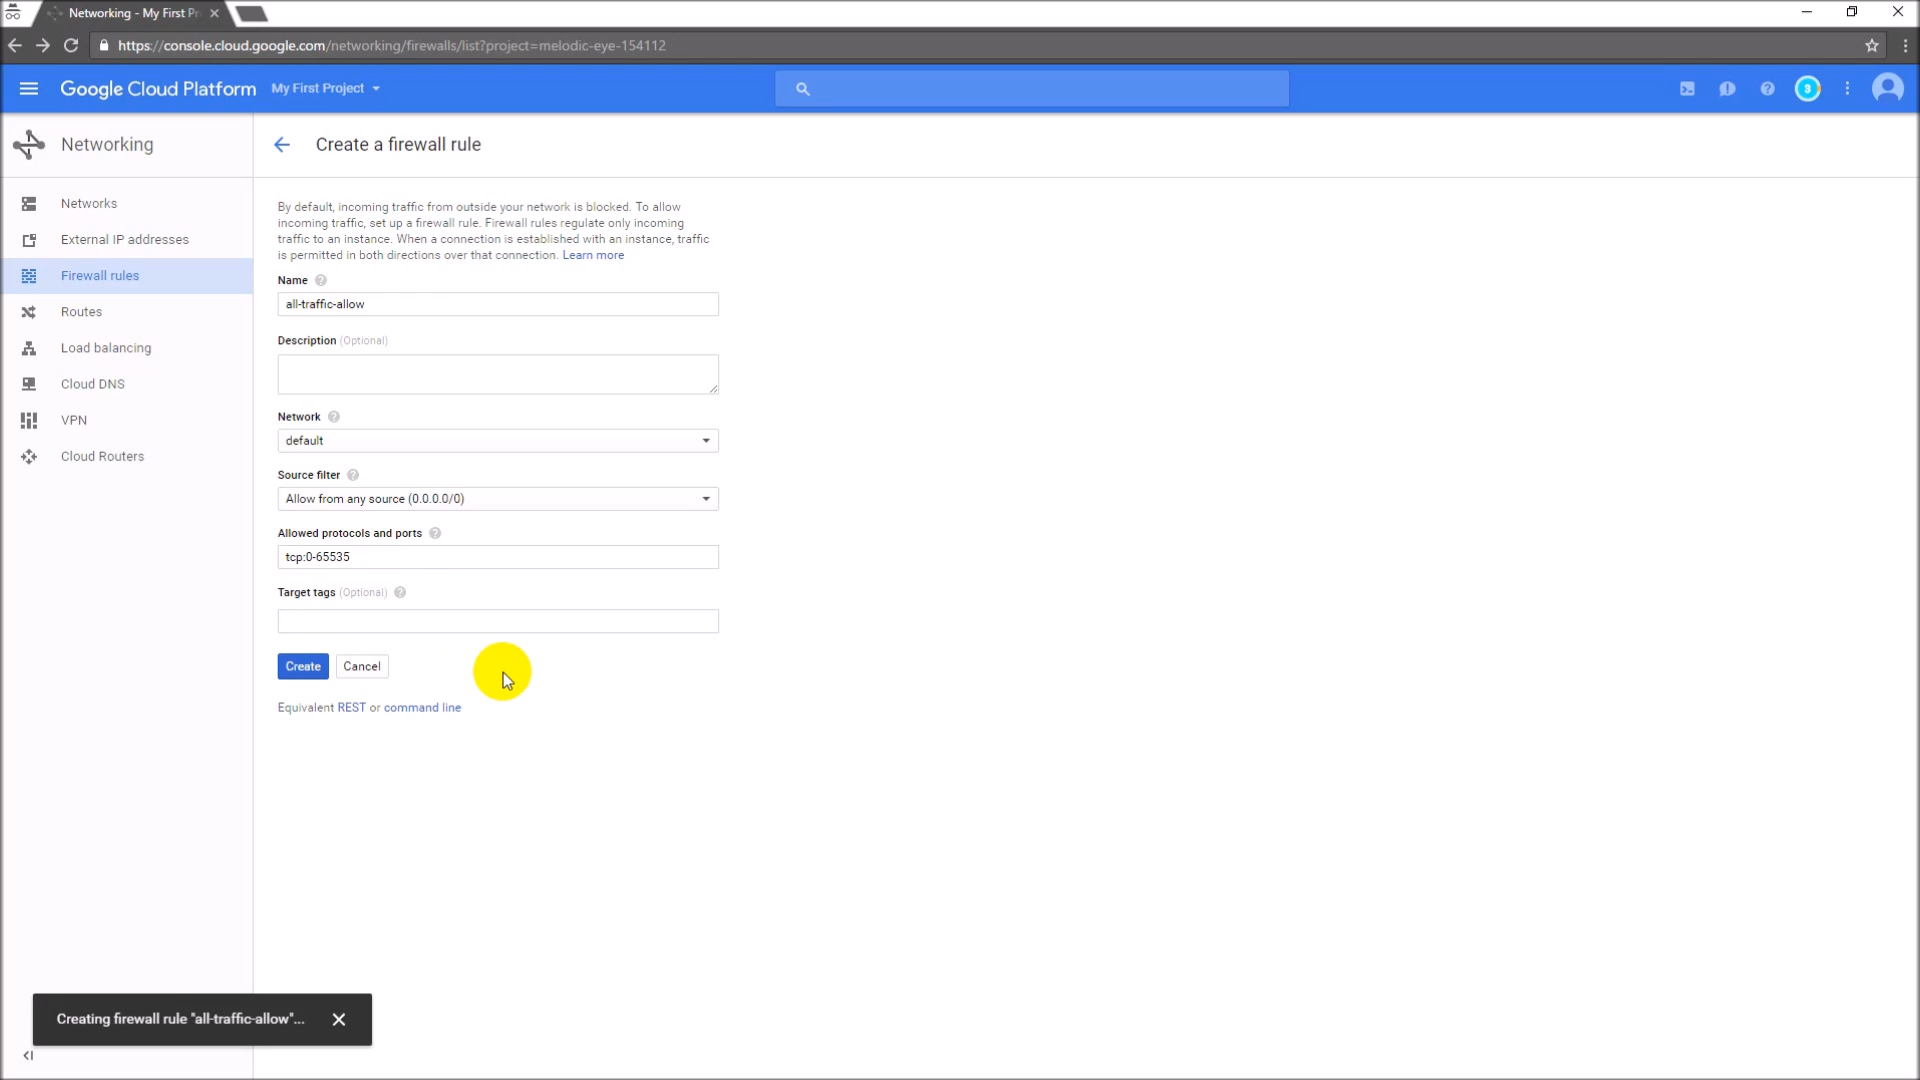 Networking - My First Pr
https://console.cloud.google.com/networking/firewalls/list?project=melodic-eye-154112
Google Cloud Platform
My First Project
3
Networking
Create a firewall rule
Networks
External IP addresses
Firewall rules
Routes
Load balancing
Cloud DNS
VPN
Cloud Routers
By default, incoming traffic from outside your network is blocked. To allow
incoming traffic, set up a firewall rule. Firewall rules regulate only incoming
traffic to an instance. When a connection is established with an instance, traffic
is permitted in both directions over that connection. Learn more
Name
all-traffic-allow
Description (Optional)
Network
default
Source filter
Allow from any source (0.0.0.0/0)
Allowed protocols and ports
tcp:0-65535
Target tags (Optional)
Create Cancel
Equivalent REST or command line
Creating firewall rule "all-traffic-allow"...